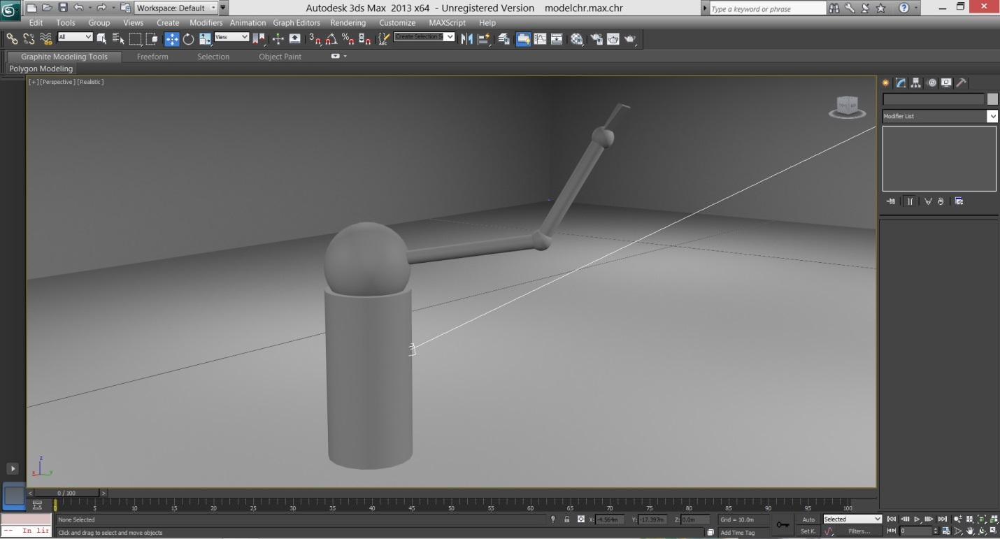 Workspace: Default
Autodesk 3ds Max 2013 x64 - Unregistered Version modelchr.max.chr
Type a keyword or phrase
Edit Tools Group Views Create Modifiers Animation Graph Editors Rendering Customize MAXScript Help
All View Create Selection S
Graphite Modeling Tools Freeform Selection Object Paint
Polygon Modeling
[+] [Perspective] [Realistic]
Modifier List
z
x y
< 0 / 100 >
0 5 10 15 20 25 30 35 40 45 50 55 60 65 70 75 80 85 90 95 100
None Selected X: -4.564m Y: -17.397m Z: 0.0m Grid = 10.0m Auto Selected
-- In lir Click and drag to select and move objects Add Time Tag Set K. Filters... 0